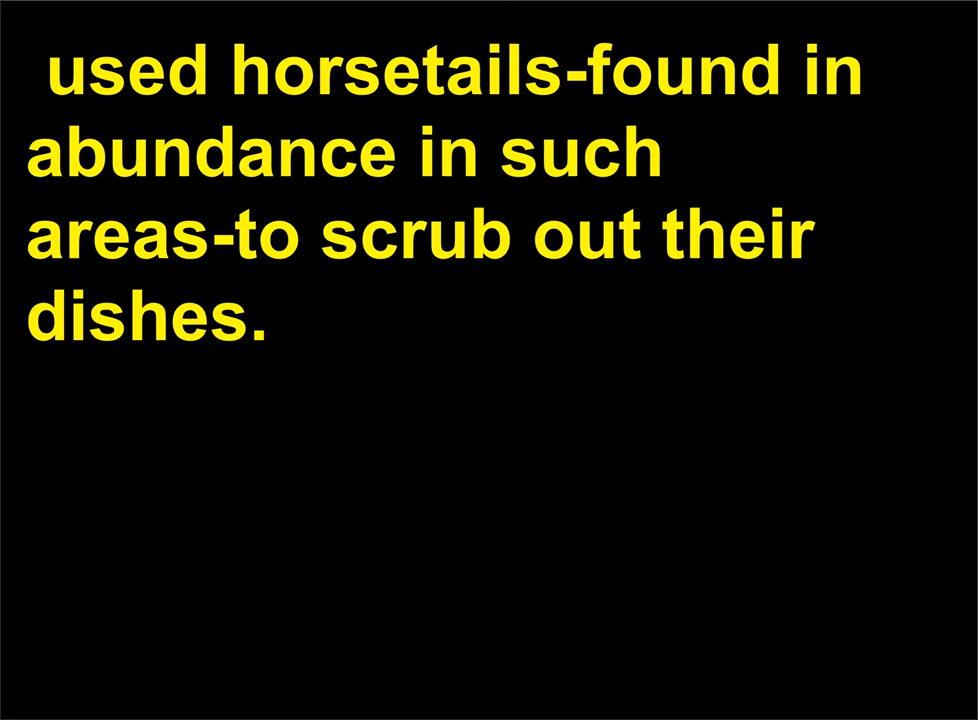 used horsetails-found in
abundance in such
areas-to scrub out their
dishes.